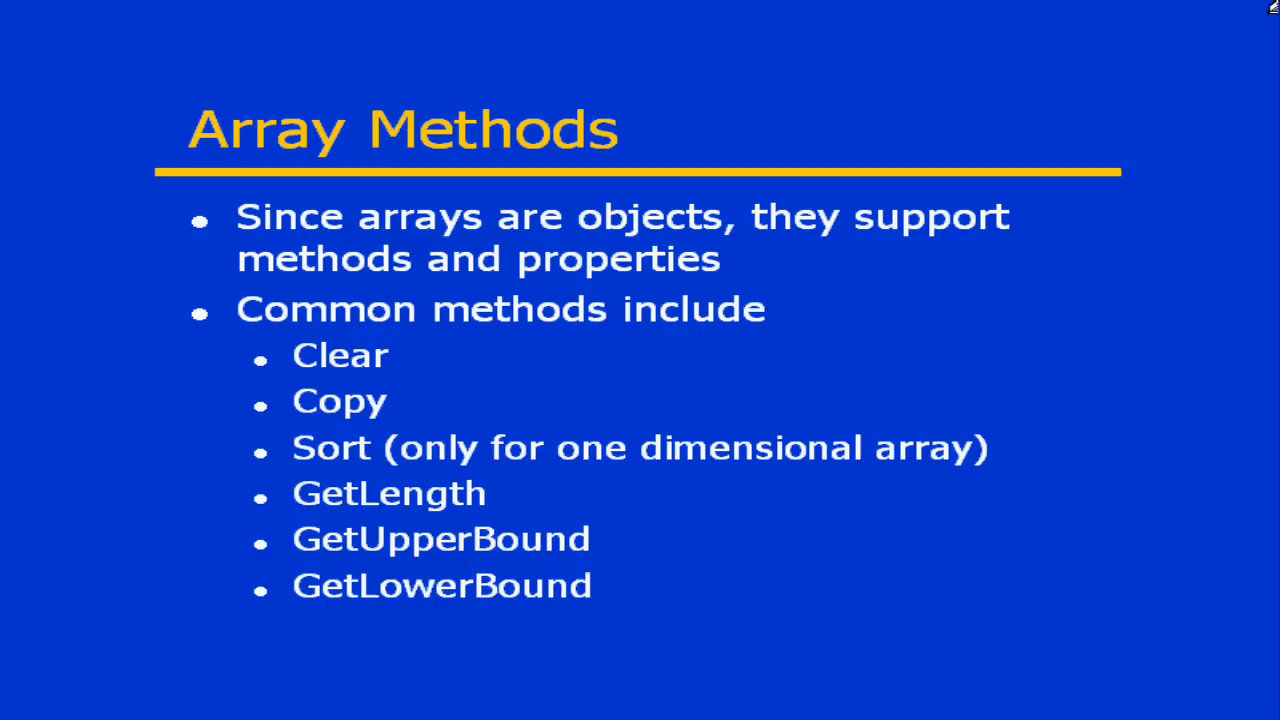 Array Methods
Since arrays are objects, they support
methods and properties
Common methods include
Clear
Copy
Sort (only for one dimensional array)
GetLength
GetUpperBound
GetLowerBound